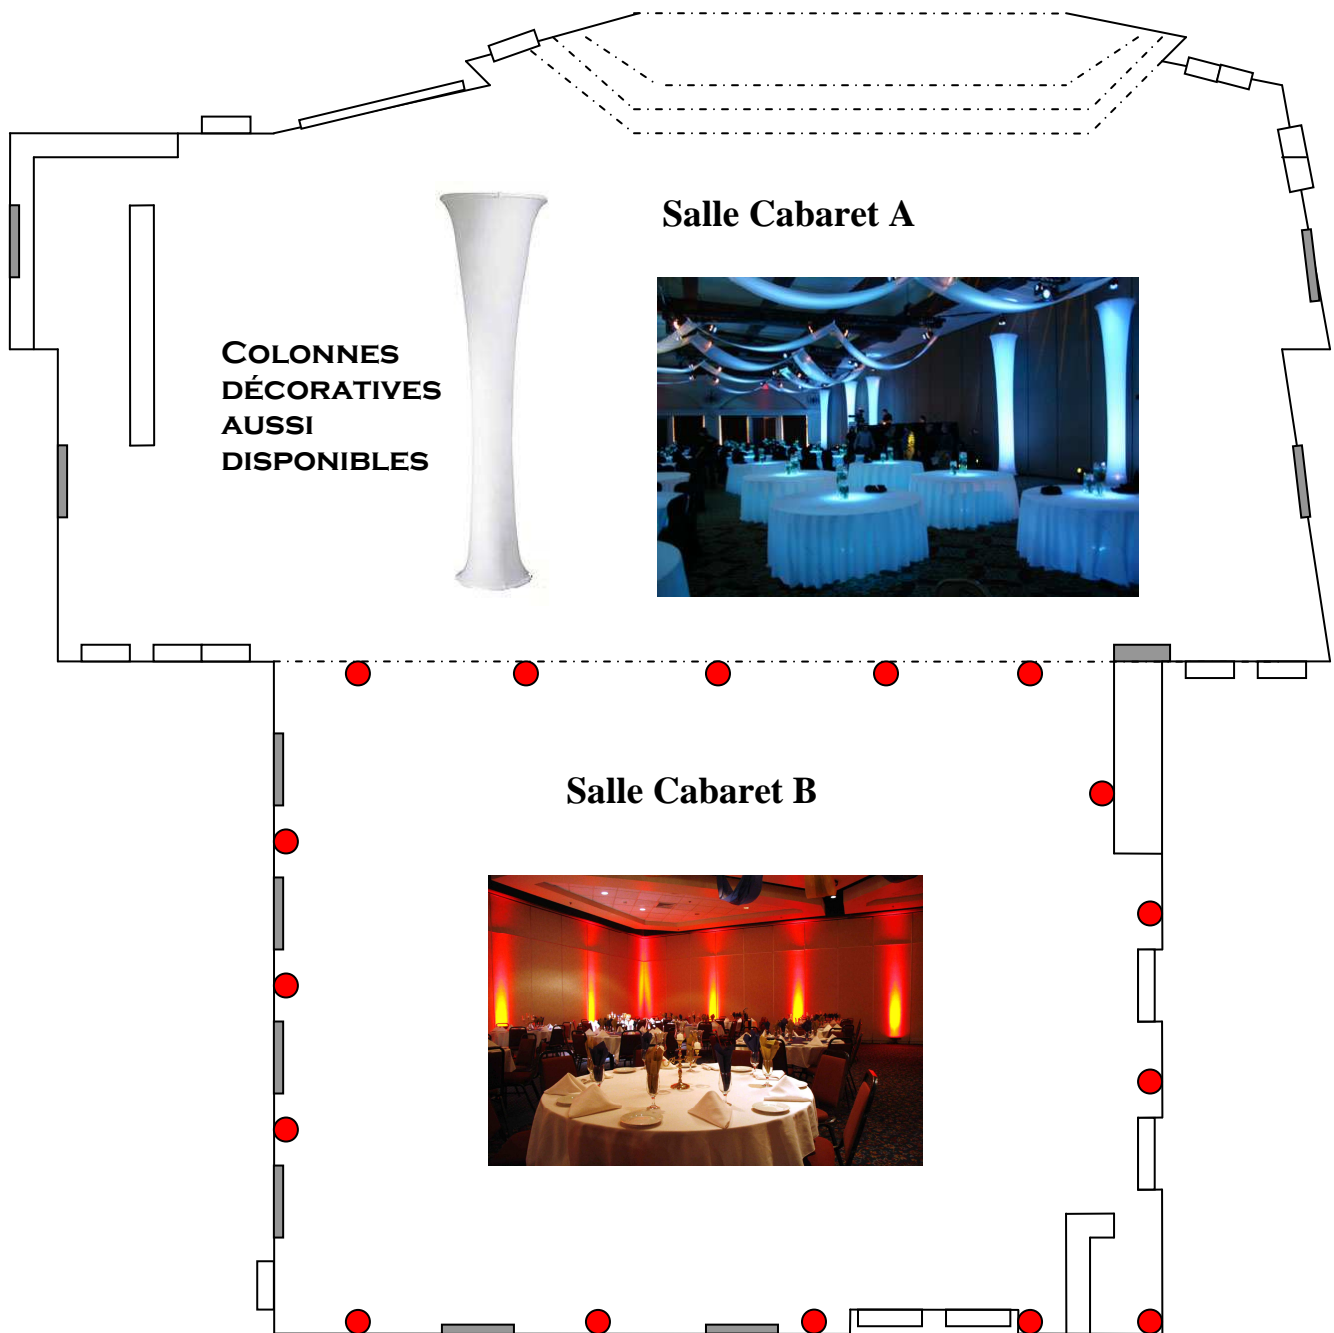 Salle Cabaret A
COLONNES
DÉCORATIVES
AUSSI
DISPONIBLES
Salle Cabaret B